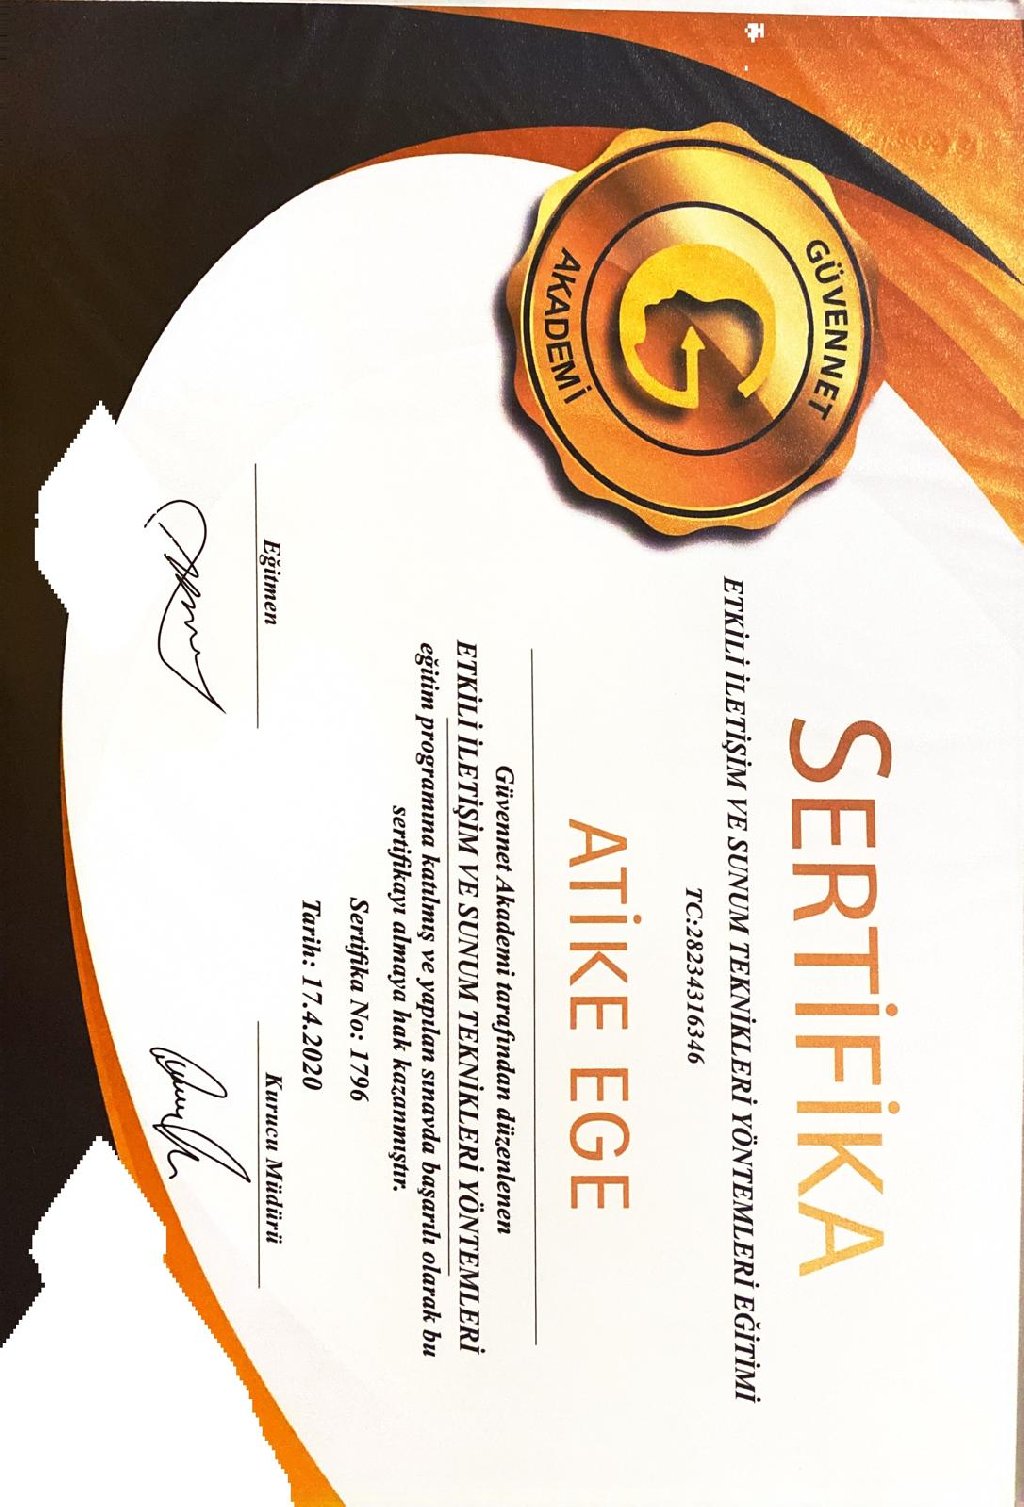 GÜVENNET
AKADEMİ
SERTİFİKA
ETKİLİ İLETİŞİM VE SUNUM TEKNİKLERİ YÖNTEMLERİ EĞİTİMİ
TC:28234316346
ATİKE EGE
Güvennet Akademi tarafından düzenlenen
ETKİLİ İLETİŞİM VE SUNUM TEKNİKLERİ YÖNTEMLERİ
eğitim programına katılmış ve yapılan sınavda başarılı olarak bu
sertifikayı almaya hak kazanmıştır.
Sertifika No: 1796
Tarih: 17.4.2020
Eğitmen
Kurucu Müdürü